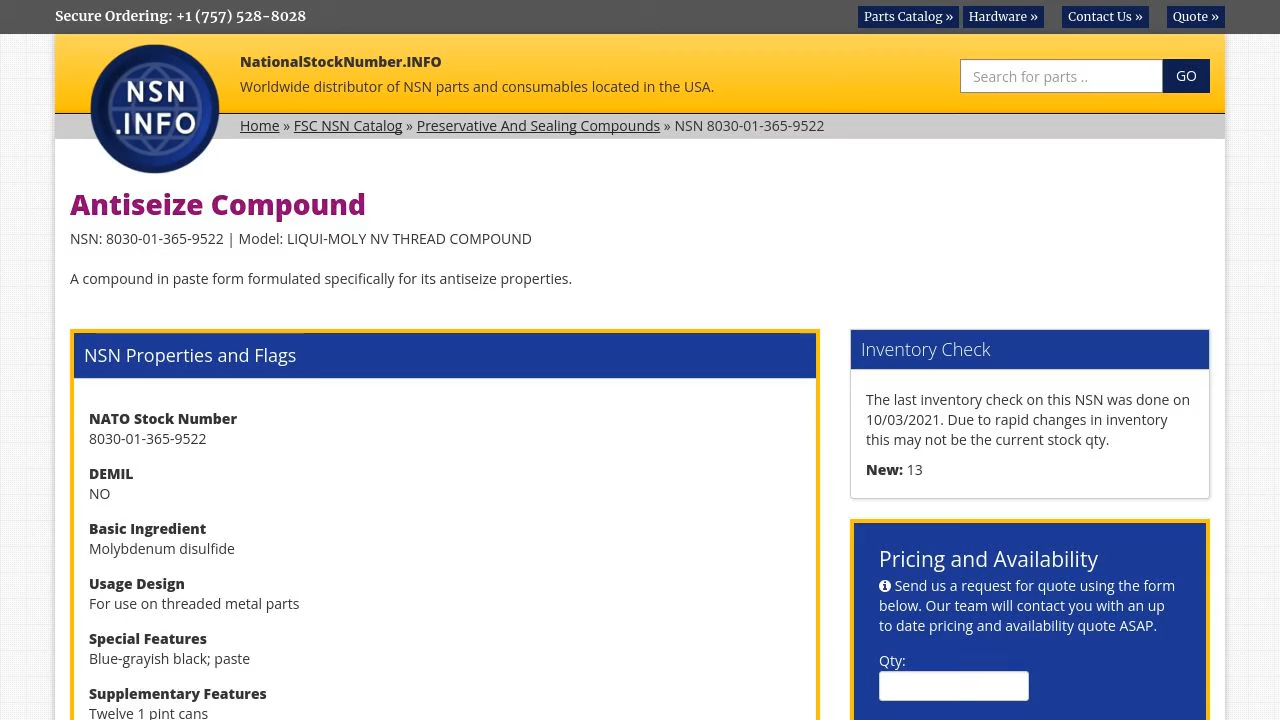 Secure Ordering: +1 (757) 528-8028
Parts Catalog »
Hardware »
Contact Us »
Quote »
NSN
.INFO
NationalStockNumber.INFO
Worldwide distributor of NSN parts and consumables located in the USA.
Search for parts ..
GO
Home » FSC NSN Catalog » Preservative And Sealing Compounds » NSN 8030-01-365-9522
Antiseize Compound
NSN: 8030-01-365-9522 | Model: LIQUI-MOLY NV THREAD COMPOUND
A compound in paste form formulated specifically for its antiseize properties.
NSN Properties and Flags
NATO Stock Number
8030-01-365-9522
DEMIL
NO
Basic Ingredient
Molybdenum disulfide
Usage Design
For use on threaded metal parts
Special Features
Blue-grayish black; paste
Supplementary Features
Twelve 1 pint cans
Inventory Check
The last inventory check on this NSN was done on
10/03/2021. Due to rapid changes in inventory
this may not be the current stock qty.
New: 13
Pricing and Availability
Send us a request for quote using the form
below. Our team will contact you with an up
to date pricing and availability quote ASAP.
Qty: